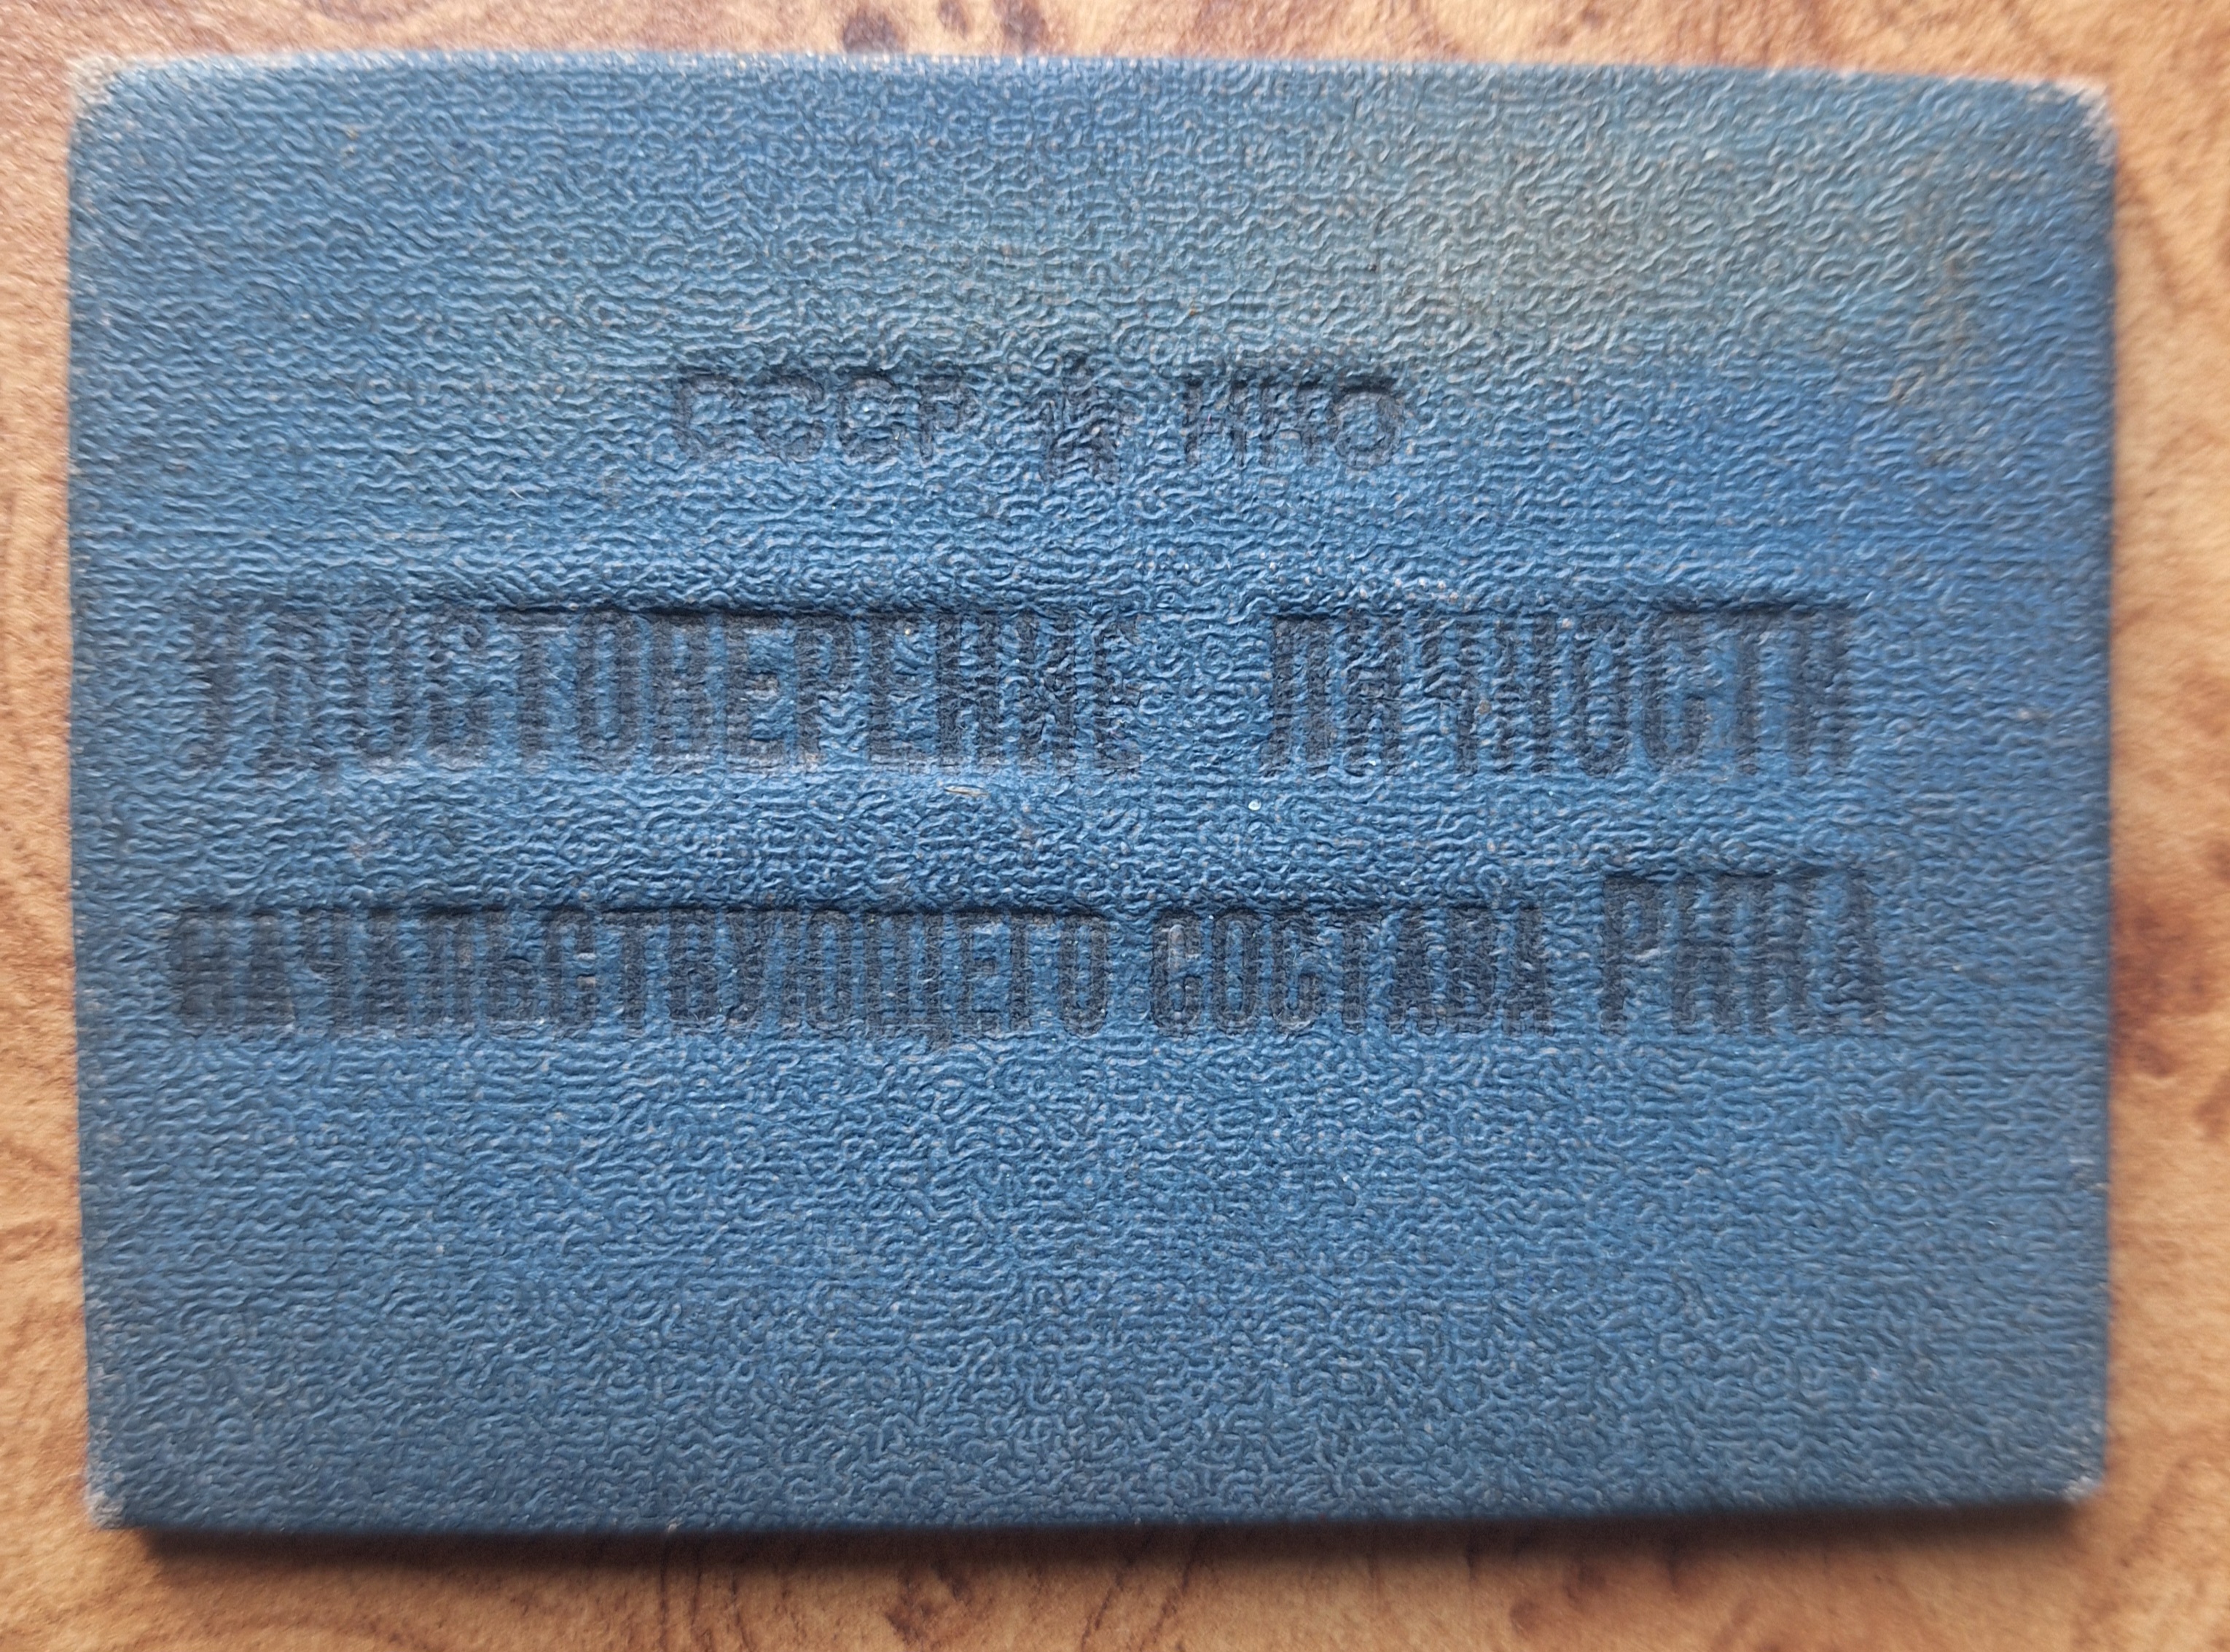 СССР ★ НКО
УДОСТОВЕРЕНИЕ ЛИЧНОСТИ
НАЧАЛЬСТВУЮЩЕГО СОСТАВА РККА